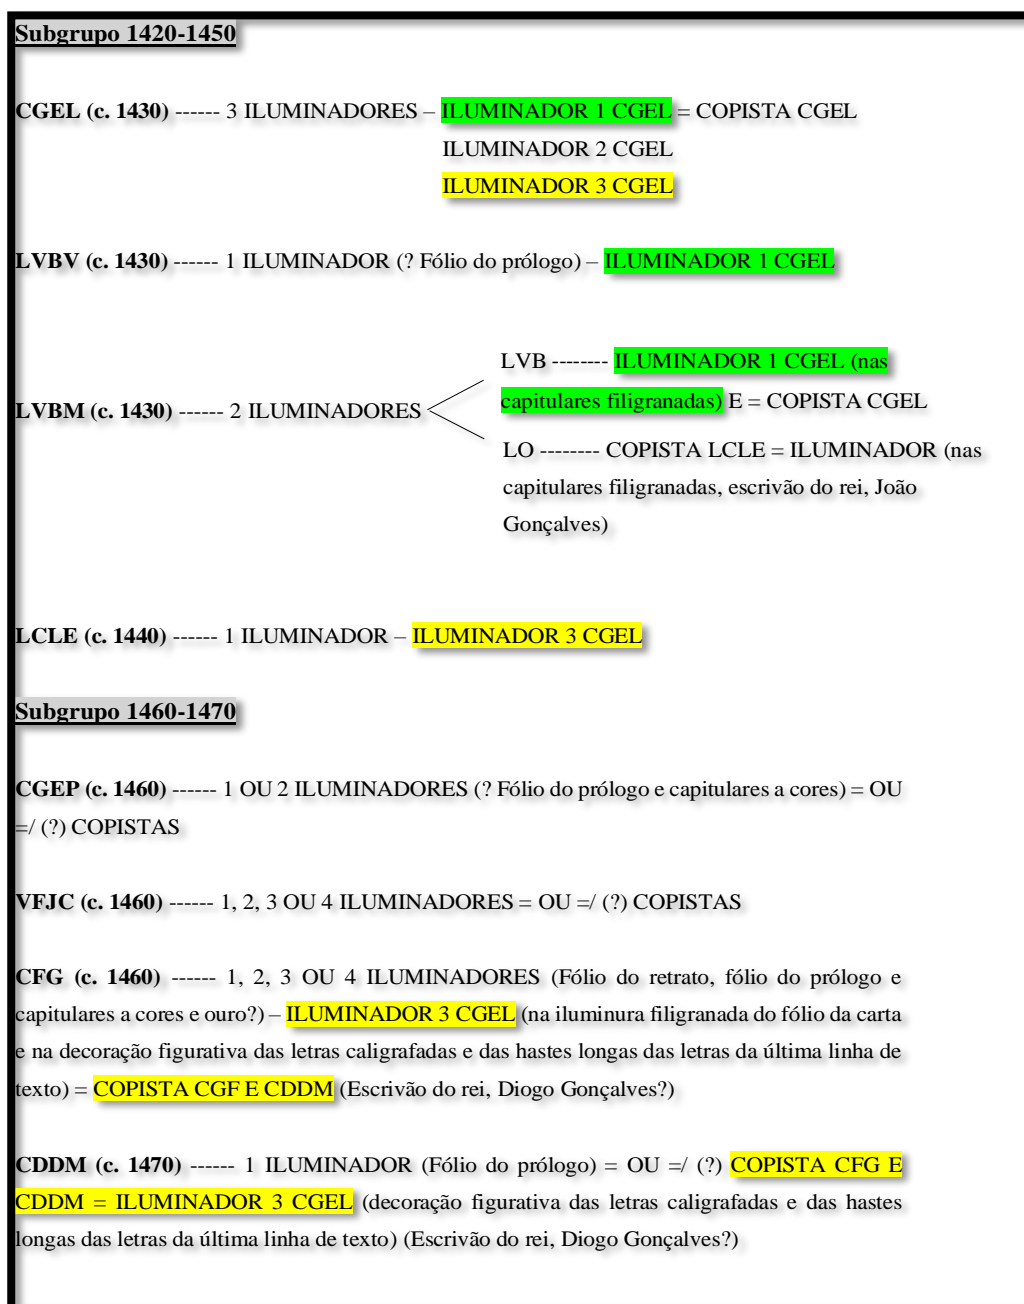 Subgrupo 1420-1450
CGEL (c. 1430) ------ 3 ILUMINADORES – ILUMINADOR 1 CGEL = COPISTA CGEL
ILUMINADOR 2 CGEL
ILUMINADOR 3 CGEL
LVBV (c. 1430) ------ 1 ILUMINADOR (? Fólio do prólogo) – ILUMINADOR 1 CGEL
LVBM (c. 1430) ------ 2 ILUMINADORES
LVB -------- ILUMINADOR 1 CGEL (nas
capitulares filigranadas) E = COPISTA CGEL
LO -------- COPISTA LCLE = ILUMINADOR (nas
capitulares filigranadas, escrivão do rei, João
Gonçalves)
LCLE (c. 1440) ------ 1 ILUMINADOR – ILUMINADOR 3 CGEL
Subgrupo 1460-1470
CGEP (c. 1460) ------ 1 OU 2 ILUMINADORES (? Fólio do prólogo e capitulares a cores) = OU
=/ (?) COPISTAS
VFJC (c. 1460) ------ 1, 2, 3 OU 4 ILUMINADORES = OU =/ (?) COPISTAS
CFG (c. 1460) ------ 1, 2, 3 OU 4 ILUMINADORES (Fólio do retrato, fólio do prólogo e
capitulares a cores e ouro?) – ILUMINADOR 3 CGEL (na iluminura filigranada do fólio da carta
e na decoração figurativa das letras caligrafadas e das hastes longas das letras da última linha de
texto) = COPISTA CGF E CDDM (Escrivão do rei, Diogo Gonçalves?)
CDDM (c. 1470) ------ 1 ILUMINADOR (Fólio do prólogo) = OU =/ (?) COPISTA CFG E
CDDM = ILUMINADOR 3 CGEL (decoração figurativa das letras caligrafadas e das hastes
longas das letras da última linha de texto) (Escrivão do rei, Diogo Gonçalves?)